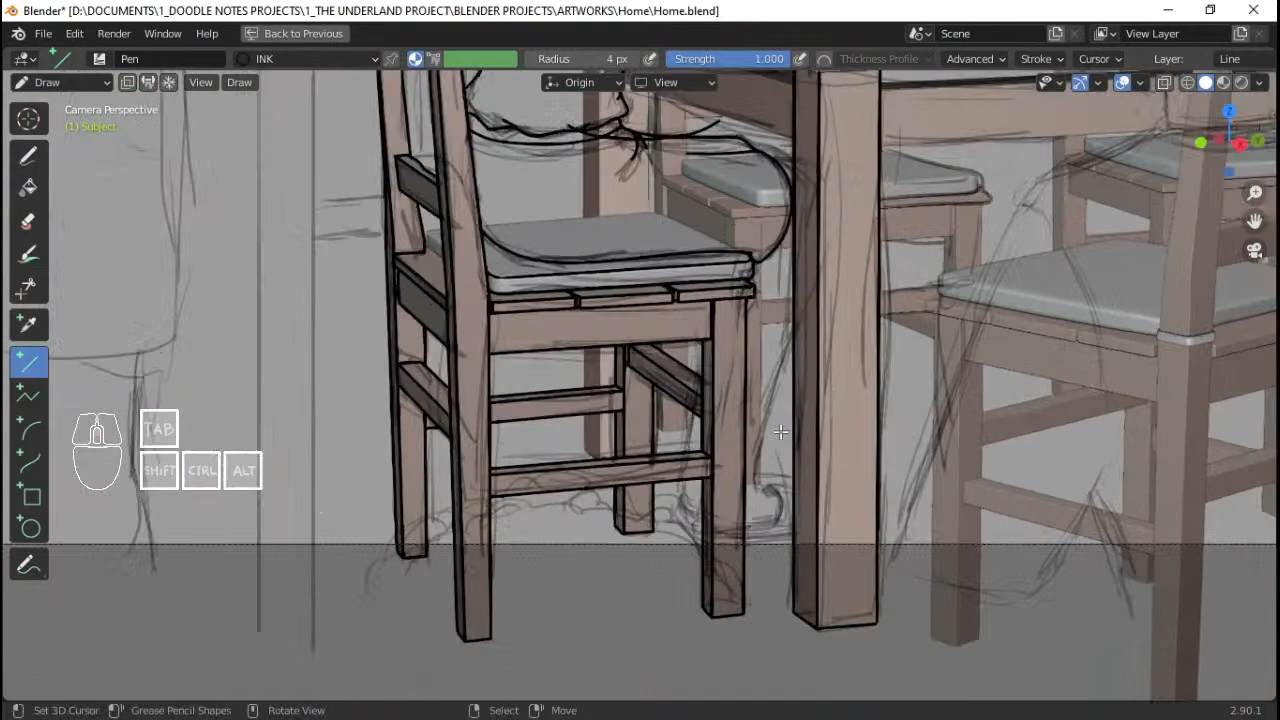 Blender* [D:\DOCUMENTS\1_DOODLE NOTES PROJECTS\1_THE UNDERLAND PROJECT\BLENDER PROJECTS\ARTWORKS\Home\Home.blend]
File Edit Render Window Help Back to Previous Scene View Layer
Pen INK Radius 4 px Strength 1.000 Thickness Profile Advanced Stroke Cursor Layer: Line
Draw View Draw Origin View
Camera Perspective
(1) Subject
Z
X
Y
TAB
SHIFT CTRL ALT
Set 3D Cursor Grease Pencil Shapes Rotate View Select Move 2.90.1